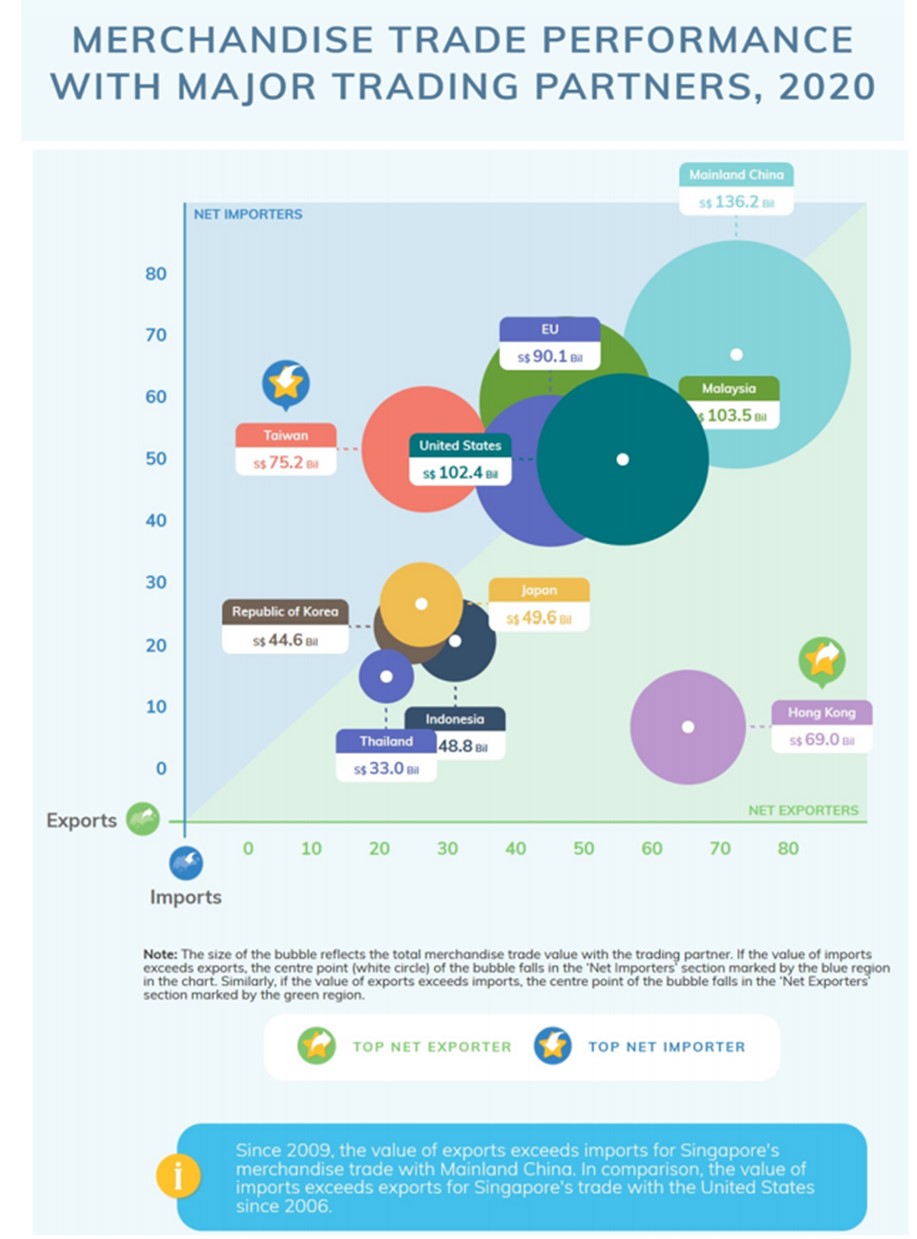 MERCHANDISE TRADE PERFORMANCE
WITH MAJOR TRADING PARTNERS, 2020
Mainland China
S$ 136.2 Bil
NET IMPORTERS
80
70
60
50
40
30
20
10
0
EU
S$ 90.1 Bil
Malaysia
$ 103.5 Bil
Taiwan
S$ 75.2 Bil
United States
S$ 102.4 Bil
Japan
S$ 49.6 Bil
Republic of Korea
S$ 44.6 Bil
Indonesia
48.8 Bil
Thailand
S$ 33.0 Bil
Hong Kong
S$ 69.0 Bil
NET EXPORTERS
Exports
0 10 20 30 40 50 60 70 80
Imports
Note: The size of the bubble reflects the total merchandise trade value with the trading partner. If the value of imports
exceeds exports, the centre point (white circle) of the bubble falls in the 'Net Importers' section marked by the blue region
in the chart. Similarly, if the value of exports exceeds imports, the centre point of the bubble falls in the 'Net Exporters'
section marked by the green region.
TOP NET EXPORTER
TOP NET IMPORTER
i
Since 2009, the value of exports exceeds imports for Singapore's
merchandise trade with Mainland China. In comparison, the value of
imports exceeds exports for Singapore's trade with the United States
since 2006.